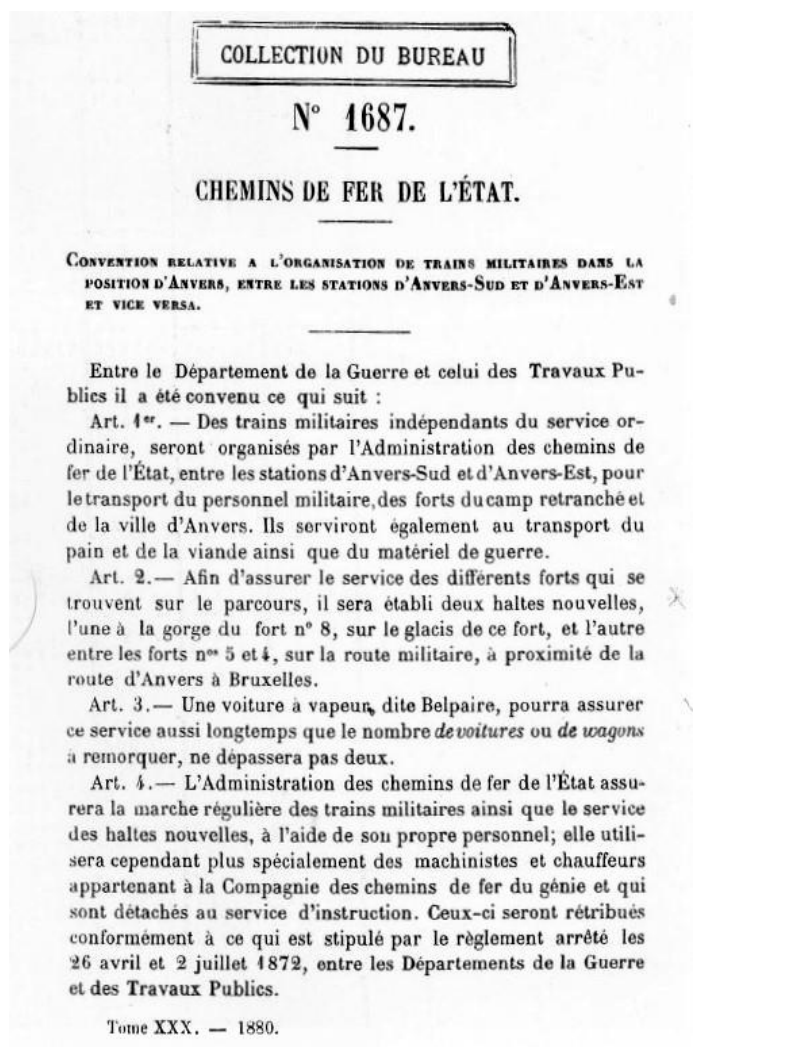 COLLECTION DU BUREAU
N° 1687.
CHEMINS DE FER DE L'ÉTAT.
CONVENTION RELATIVE A L'ORGANISATION DE TRAINS MILITAIRES DANS LA
POSITION D'ANVERS, ENTRE LES STATIONS D'ANVERS-SUD ET D'ANVERS-EST
ET VICE VERSA.
Entre le Département de la Guerre et celui des Travaux Pu-
blics il a été convenu ce qui suit :
Art. 1er. — Des trains militaires indépendants du service or-
dinaire, seront organisés par l'Administration des chemins de
fer de l'État, entre les stations d'Anvers-Sud et d'Anvers-Est, pour
le transport du personnel militaire, des forts du camp retranché et
de la ville d'Anvers. Ils serviront également au transport du
pain et de la viande ainsi que du matériel de guerre.
Art. 2. — Afin d'assurer le service des différents forts qui se
trouvent sur le parcours, il sera établi deux haltes nouvelles,
l'une à la gorge du fort n° 8, sur le glacis de ce fort, et l'autre
entre les forts nos 5 et 4, sur la route militaire, à proximité de la
route d'Anvers à Bruxelles.
Art. 3. — Une voiture à vapeur, dite Belpaire, pourra assurer
ce service aussi longtemps que le nombre de voitures ou de wagons
à remorquer, ne dépassera pas deux.
Art. 4. — L'Administration des chemins de fer de l'État assu-
rera la marche régulière des trains militaires ainsi que le service
des haltes nouvelles, à l'aide de son propre personnel; elle utili-
sera cependant plus spécialement des machinistes et chauffeurs
appartenant à la Compagnie des chemins de fer du génie et qui
sont détachés au service d'instruction. Ceux-ci seront rétribués
conformément à ce qui est stipulé par le règlement arrêté les
26 avril et 2 juillet 1872, entre les Départements de la Guerre
et des Travaux Publics.
Tome XXX. — 1880.